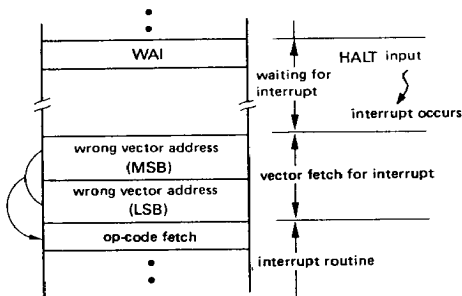 WAI
waiting for
interrupt
HALT input
interrupt occurs
wrong vector address
(MSB)
wrong vector address
(LSB)
vector fetch for interrupt
op-code fetch
interrupt routine